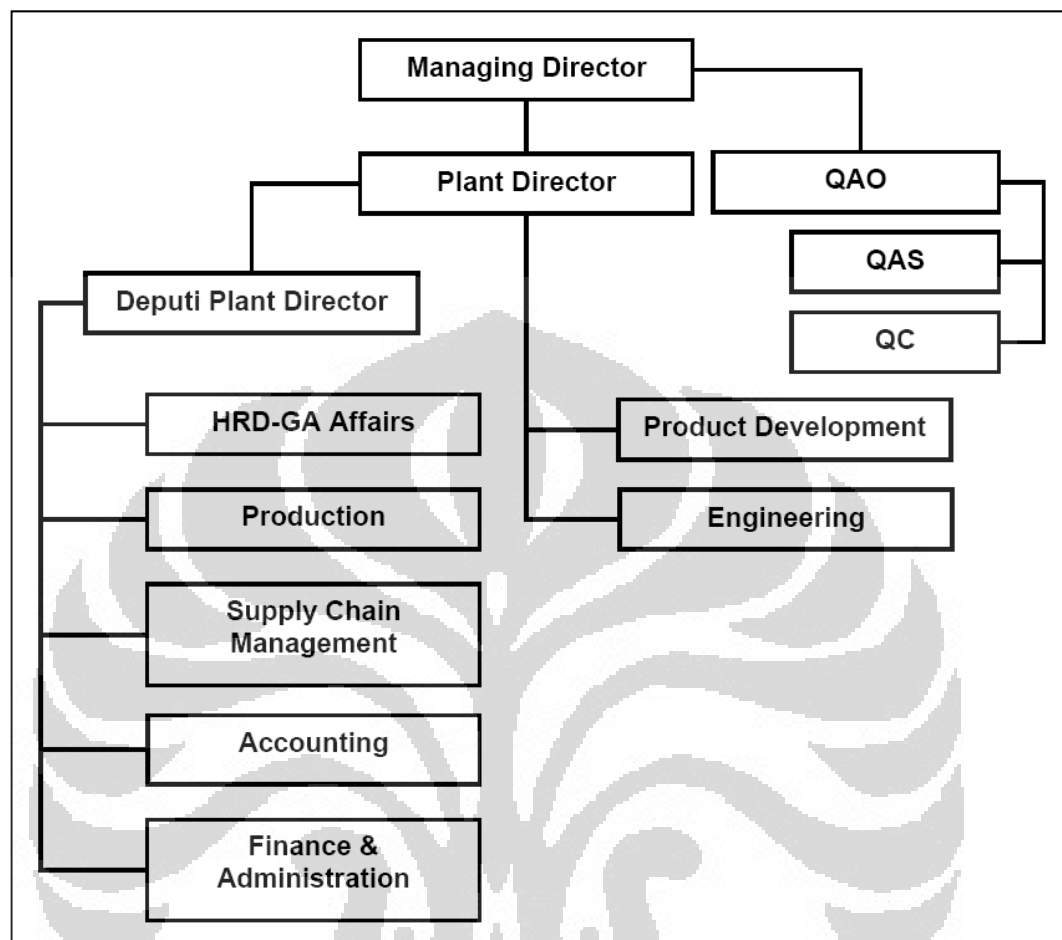 Managing Director
Plant Director
QAO
QAS
Deputi Plant Director
QC
HRD-GA Affairs
Product Development
Production
Engineering
Supply Chain
Management
Accounting
Finance &
Administration